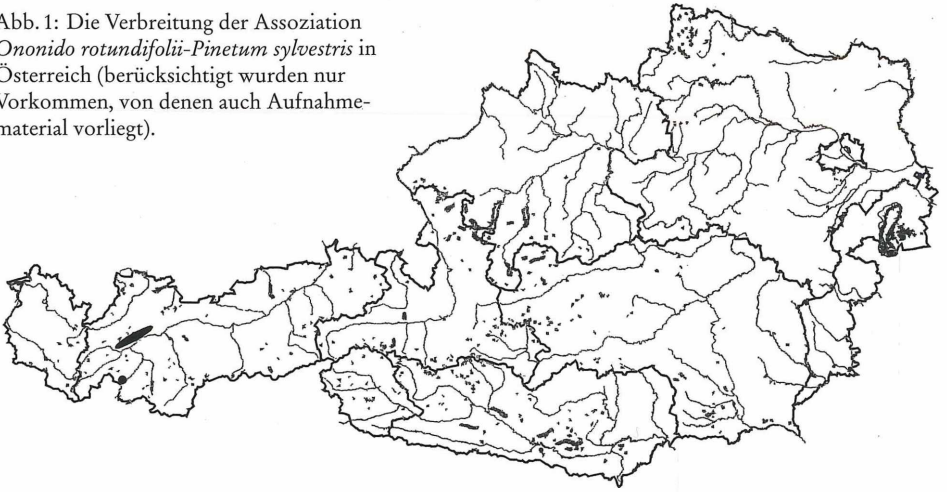 Abb. 1: Die Verbreitung der Assoziation
Ononido rotundifolii-Pinetum sylvestris in
Österreich (berücksichtigt wurden nur
Vorkommen, von denen auch Aufnahme-
material vorliegt).